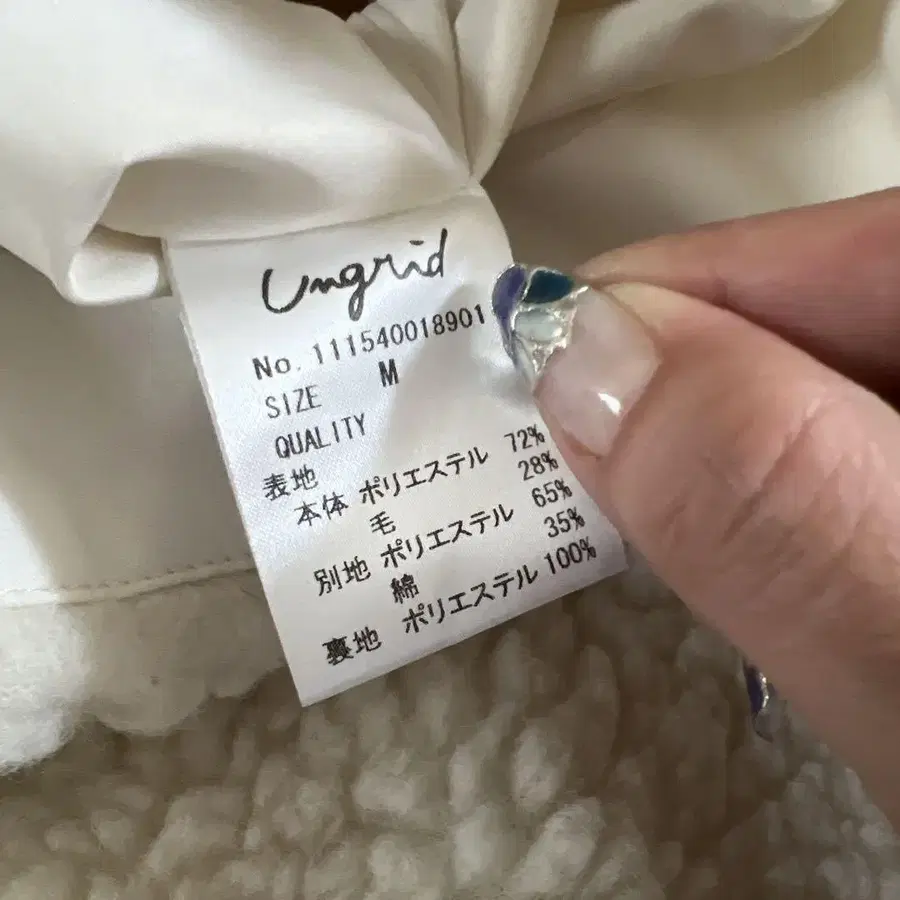 Ungrid
No. 111540018901
SIZE M
QUALITY
表地
本体 ポリエステル 72%
毛 28%
別地 ポリエステル 65%
綿 35%
裏地 ポリエステル 100%